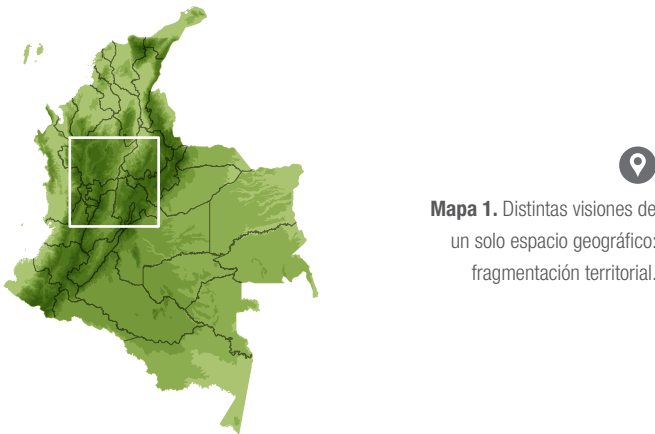 Mapa 1. Distintas visiones de
un solo espacio geográfico:
fragmentación territorial.